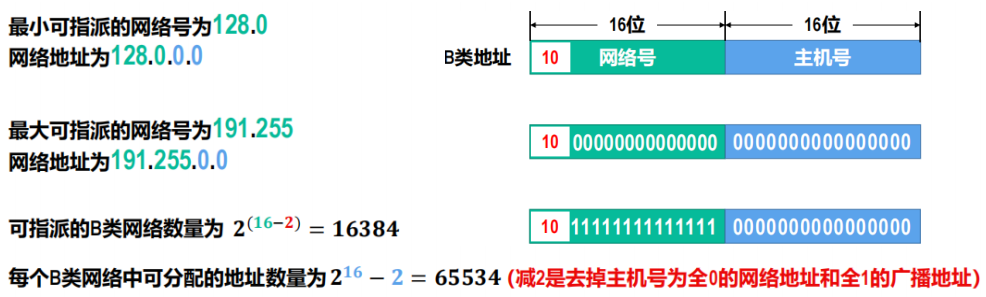 最小可指派的网络号为128.0
网络地址为128.0.0.0
16位 16位
B类地址 10 网络号 主机号
最大可指派的网络号为191.255
网络地址为191.255.0.0
10 00000000000000 0000000000000000
可指派的B类网络数量为 2^(16-2) = 16384
10 11111111111111 0000000000000000
每个B类网络中可分配的地址数量为2^16 - 2 = 65534 (减2是去掉主机号为全0的网络地址和全1的广播地址)